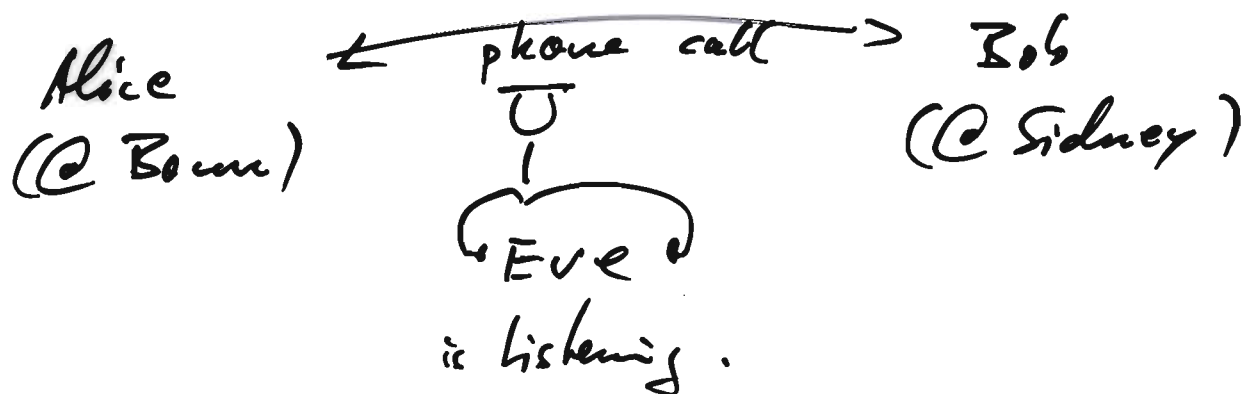 Alice phone call Bob
(@ Bonn) (@ Sidney)
Eve
is listening.